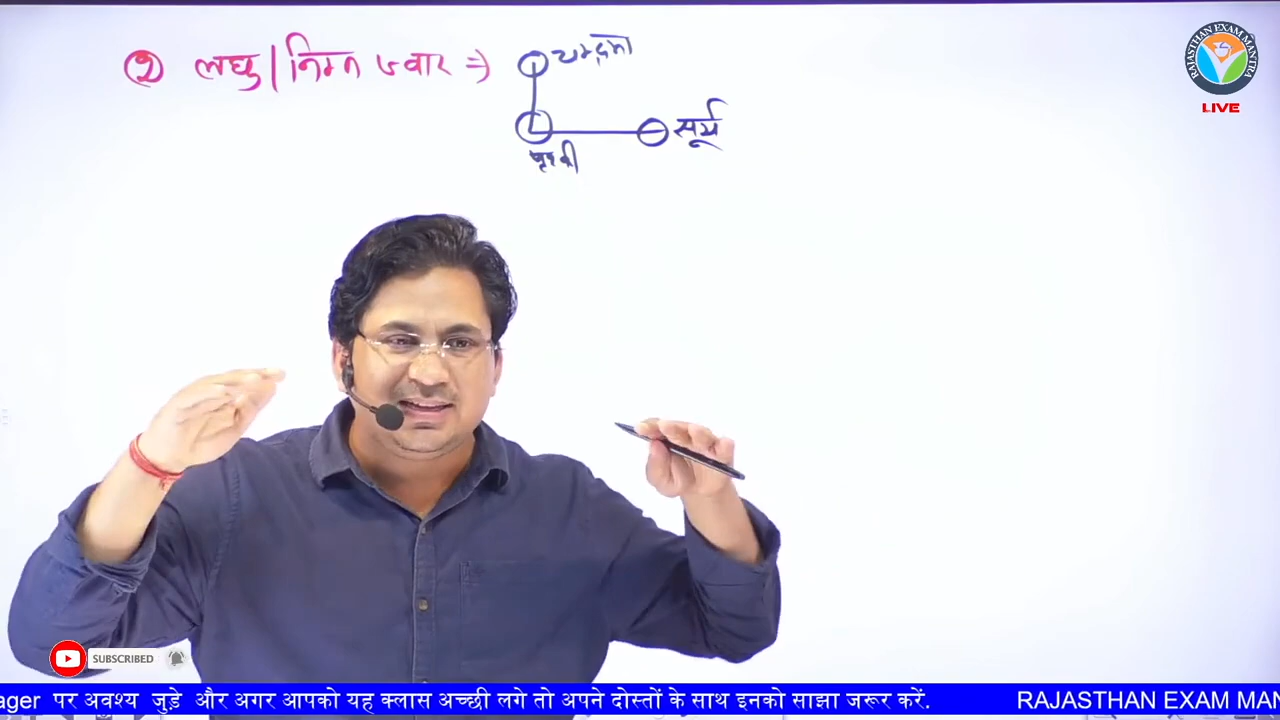 ② लघु|निम्न ज्वार ⇒
चन्द्रमा
सूर्य
पृथ्वी
RAJASTHAN EXAM MANTRA
LIVE
SUBSCRIBED
ager पर अवश्य जुड़े और अगर आपको यह क्लास अच्छी लगे तो अपने दोस्तों के साथ इनको साझा जरूर करें. RAJASTHAN EXAM MAN